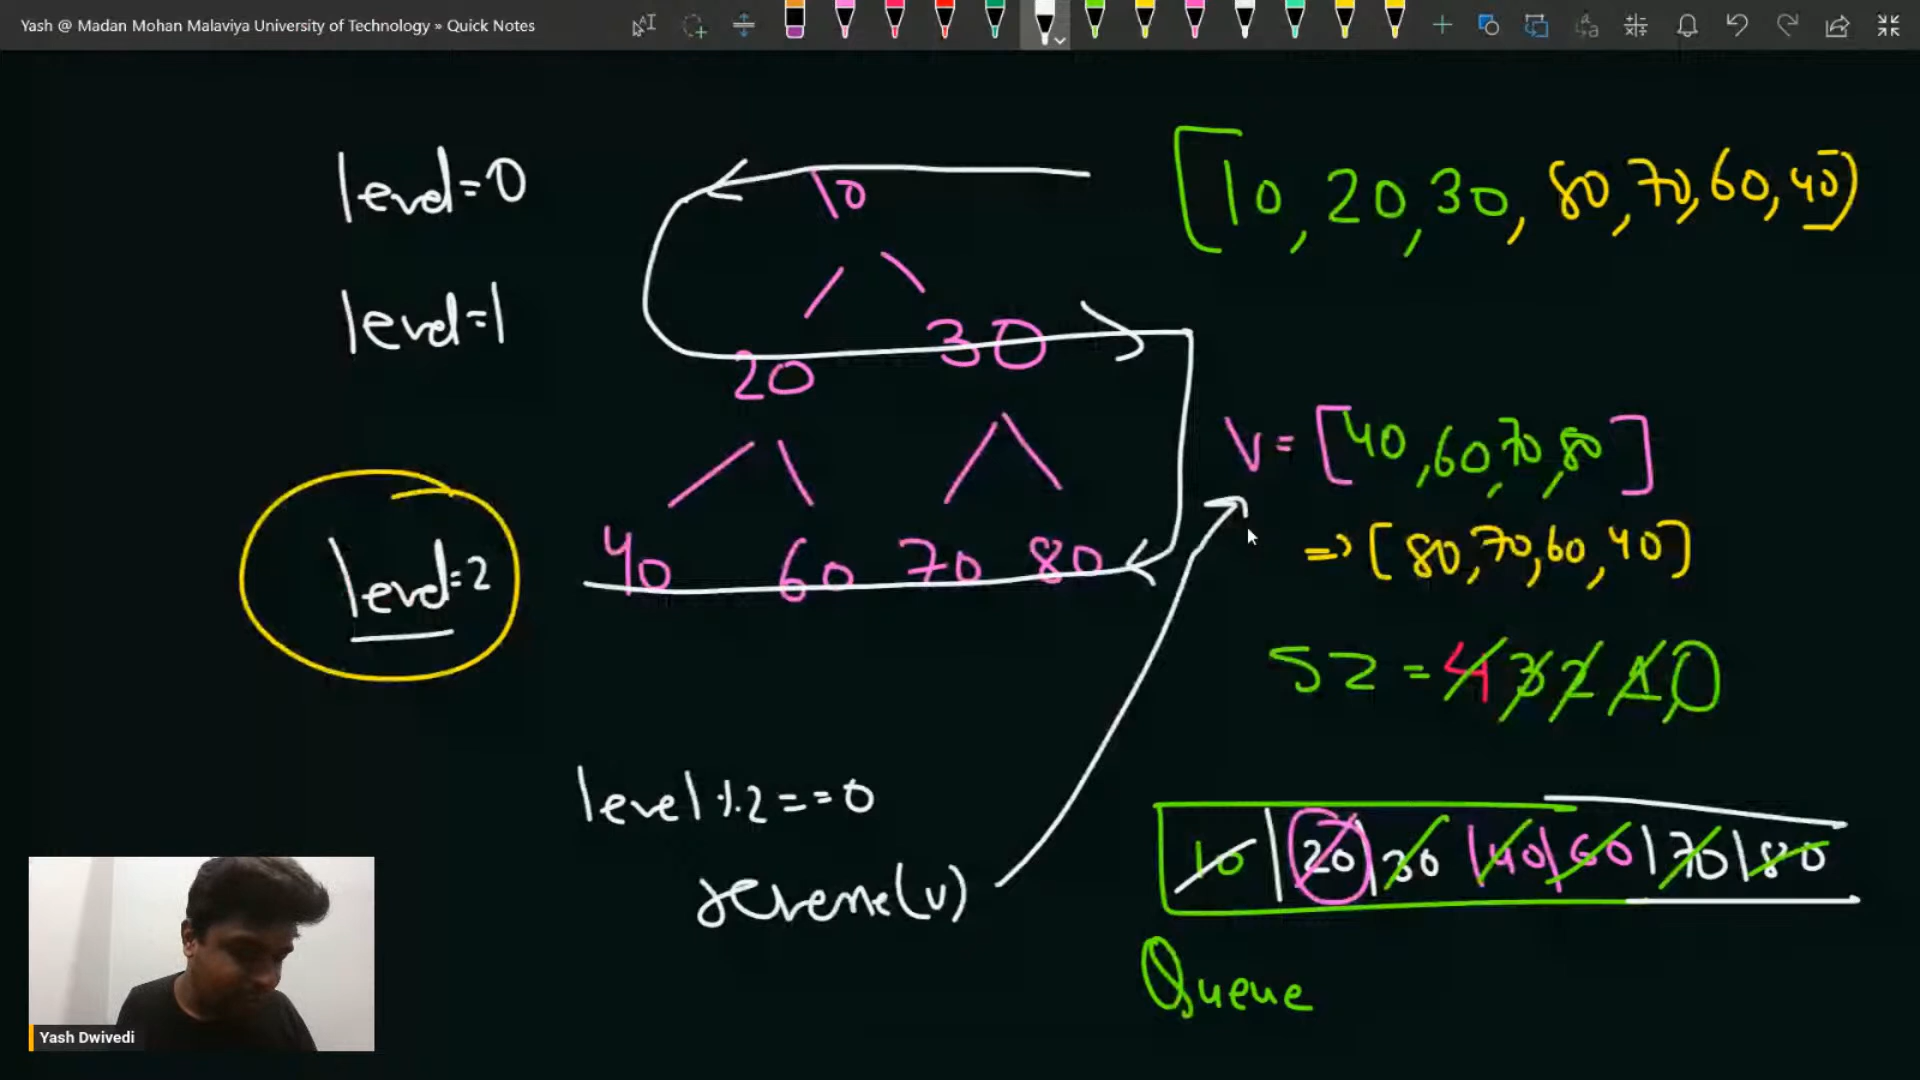 Yash @ Madan Mohan Malaviya University of Technology » Quick Notes
level=0
10
[10, 20, 30, 80, 70, 60, 40]
level=1
20 30
V = [40, 60, 70, 80]
=> [80, 70, 60, 40]
level=2
40 60 70 80
SZ = 4 3 2 1 0
level % 2 == 0
reverse(v)
10 | 20 | 30 | 40 | 60 | 70 | 80
Queue
Yash Dwivedi